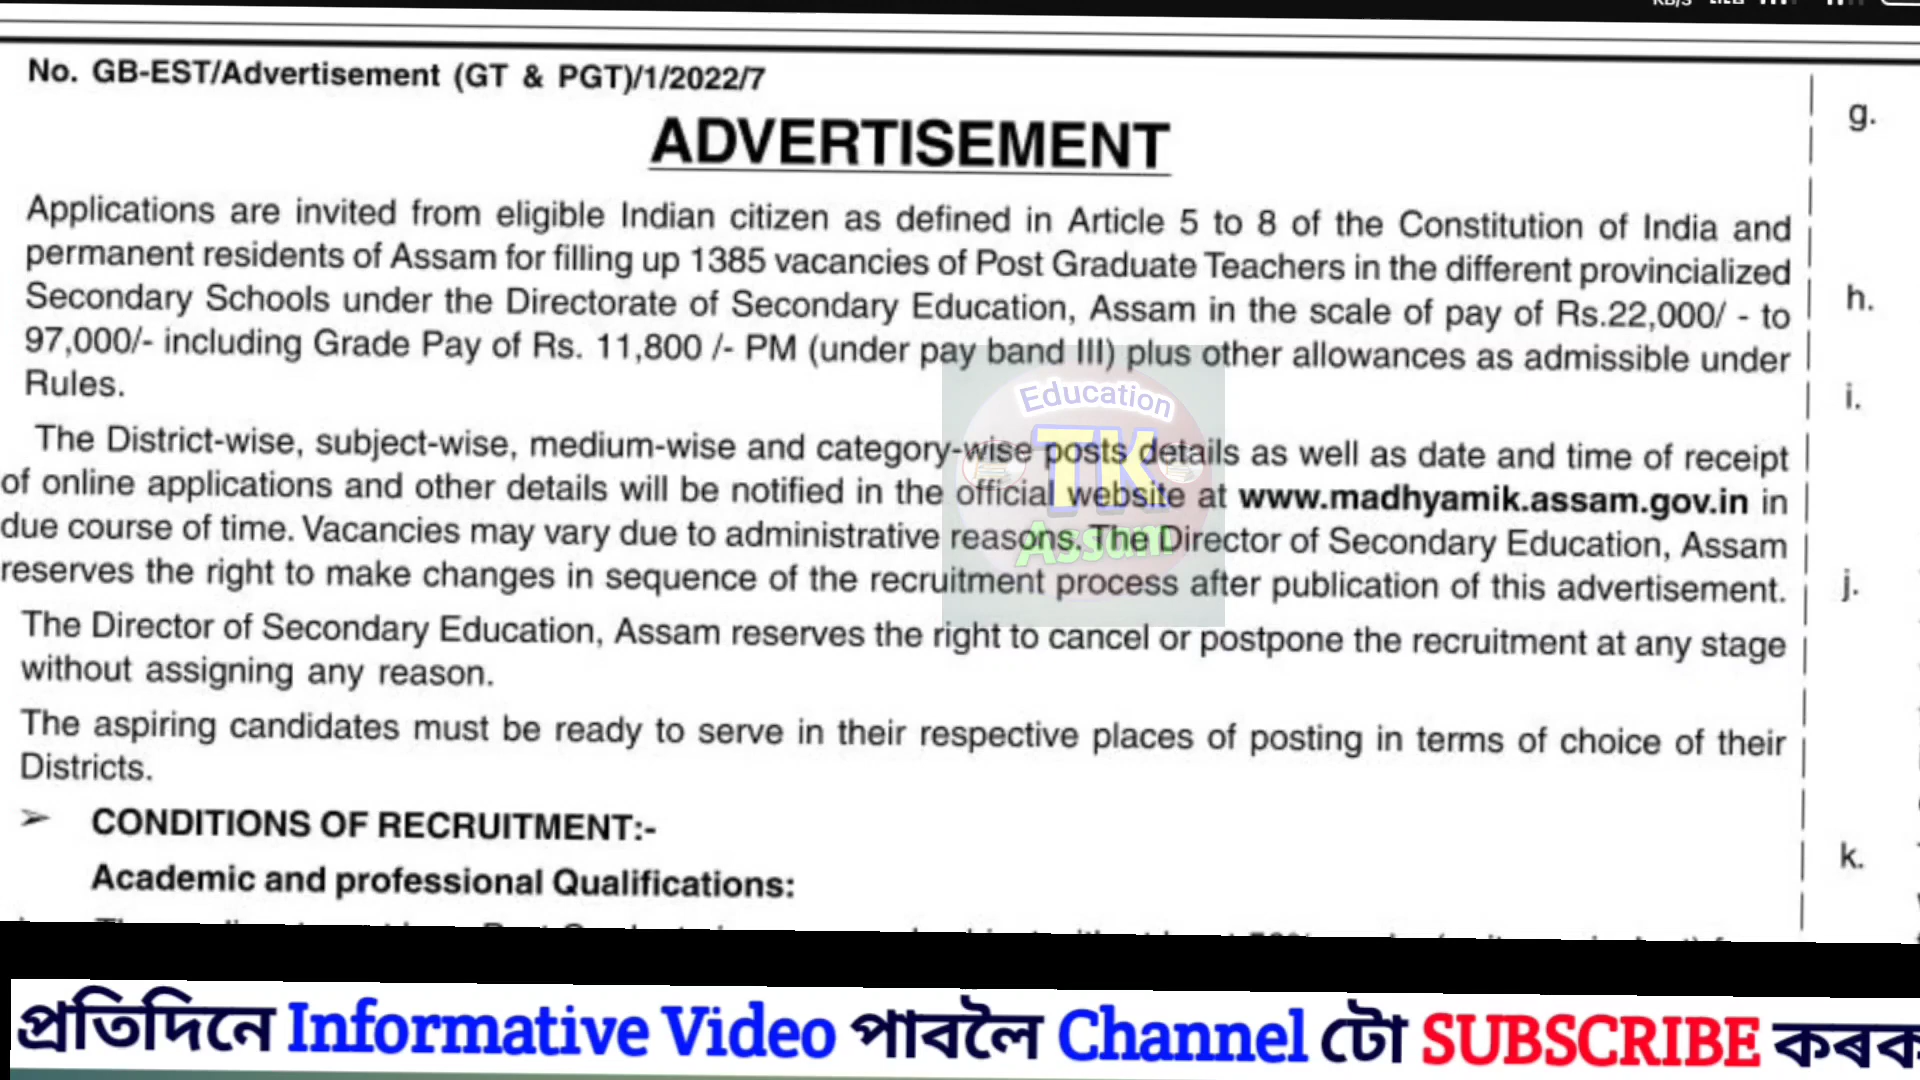 No. GB-EST/Advertisement (GT & PGT)/1/2022/7
g.
ADVERTISEMENT
Applications are invited from eligible Indian citizen as defined in Article 5 to 8 of the Constitution of India and
permanent residents of Assam for filling up 1385 vacancies of Post Graduate Teachers in the different provincialized
Secondary Schools under the Directorate of Secondary Education, Assam in the scale of pay of Rs.22,000/ - to
h.
97,000/- including Grade Pay of Rs. 11,800 /- PM (under pay band III) plus other allowances as admissible under
Rules.
i.
Education
TK
Assam
The District-wise, subject-wise, medium-wise and category-wise posts details as well as date and time of receipt
of online applications and other details will be notified in the official website at www.madhyamik.assam.gov.in in
due course of time. Vacancies may vary due to administrative reasons. The Director of Secondary Education, Assam
reserves the right to make changes in sequence of the recruitment process after publication of this advertisement.
j.
The Director of Secondary Education, Assam reserves the right to cancel or postpone the recruitment at any stage
without assigning any reason.
The aspiring candidates must be ready to serve in their respective places of posting in terms of choice of their
Districts.
➢ CONDITIONS OF RECRUITMENT:-
k.
Academic and professional Qualifications:
প্ৰতিদিনে Informative Video পাবলৈ Channel টো SUBSCRIBE কৰক